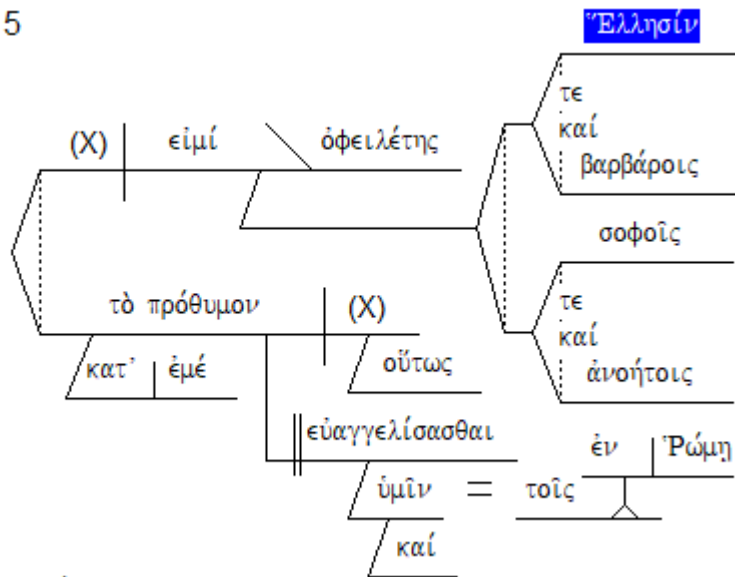 5
Ἕλλησίν
τε
(X) εἰμί ὀφειλέτης
καί
βαρβάροις
σοφοῖς
τὸ πρόθυμον (X)
τε
καί
κατ’ ἐμέ οὕτως ἀνοήτοις
εὐαγγελίσασθαι
ἐν Ῥώμῃ
ὑμῖν = τοῖς
καί